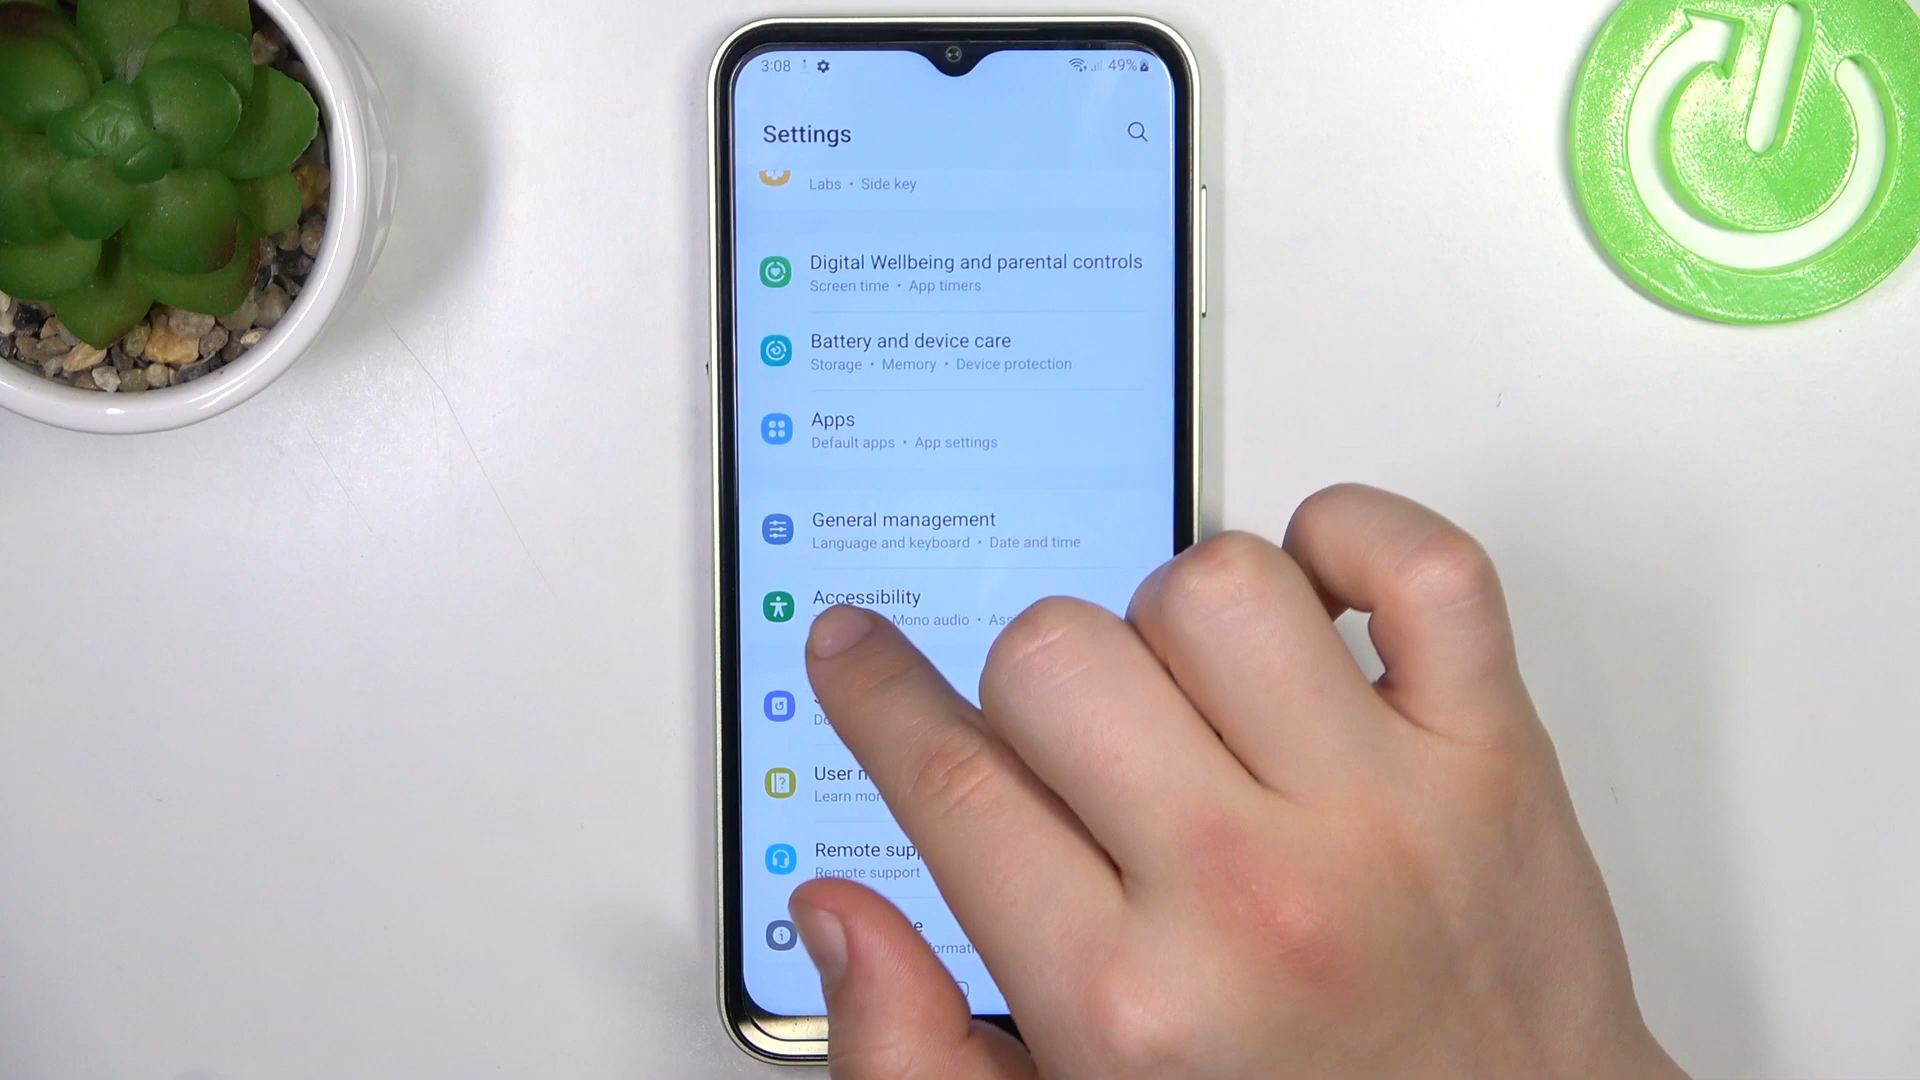 3:08 49%
Settings
Labs • Side key
Digital Wellbeing and parental controls
Screen time • App timers
Battery and device care
Storage • Memory • Device protection
Apps
Default apps • App settings
General management
Language and keyboard • Date and time
Accessibility
Mono audio •
User
Learn
Remote
Remote support